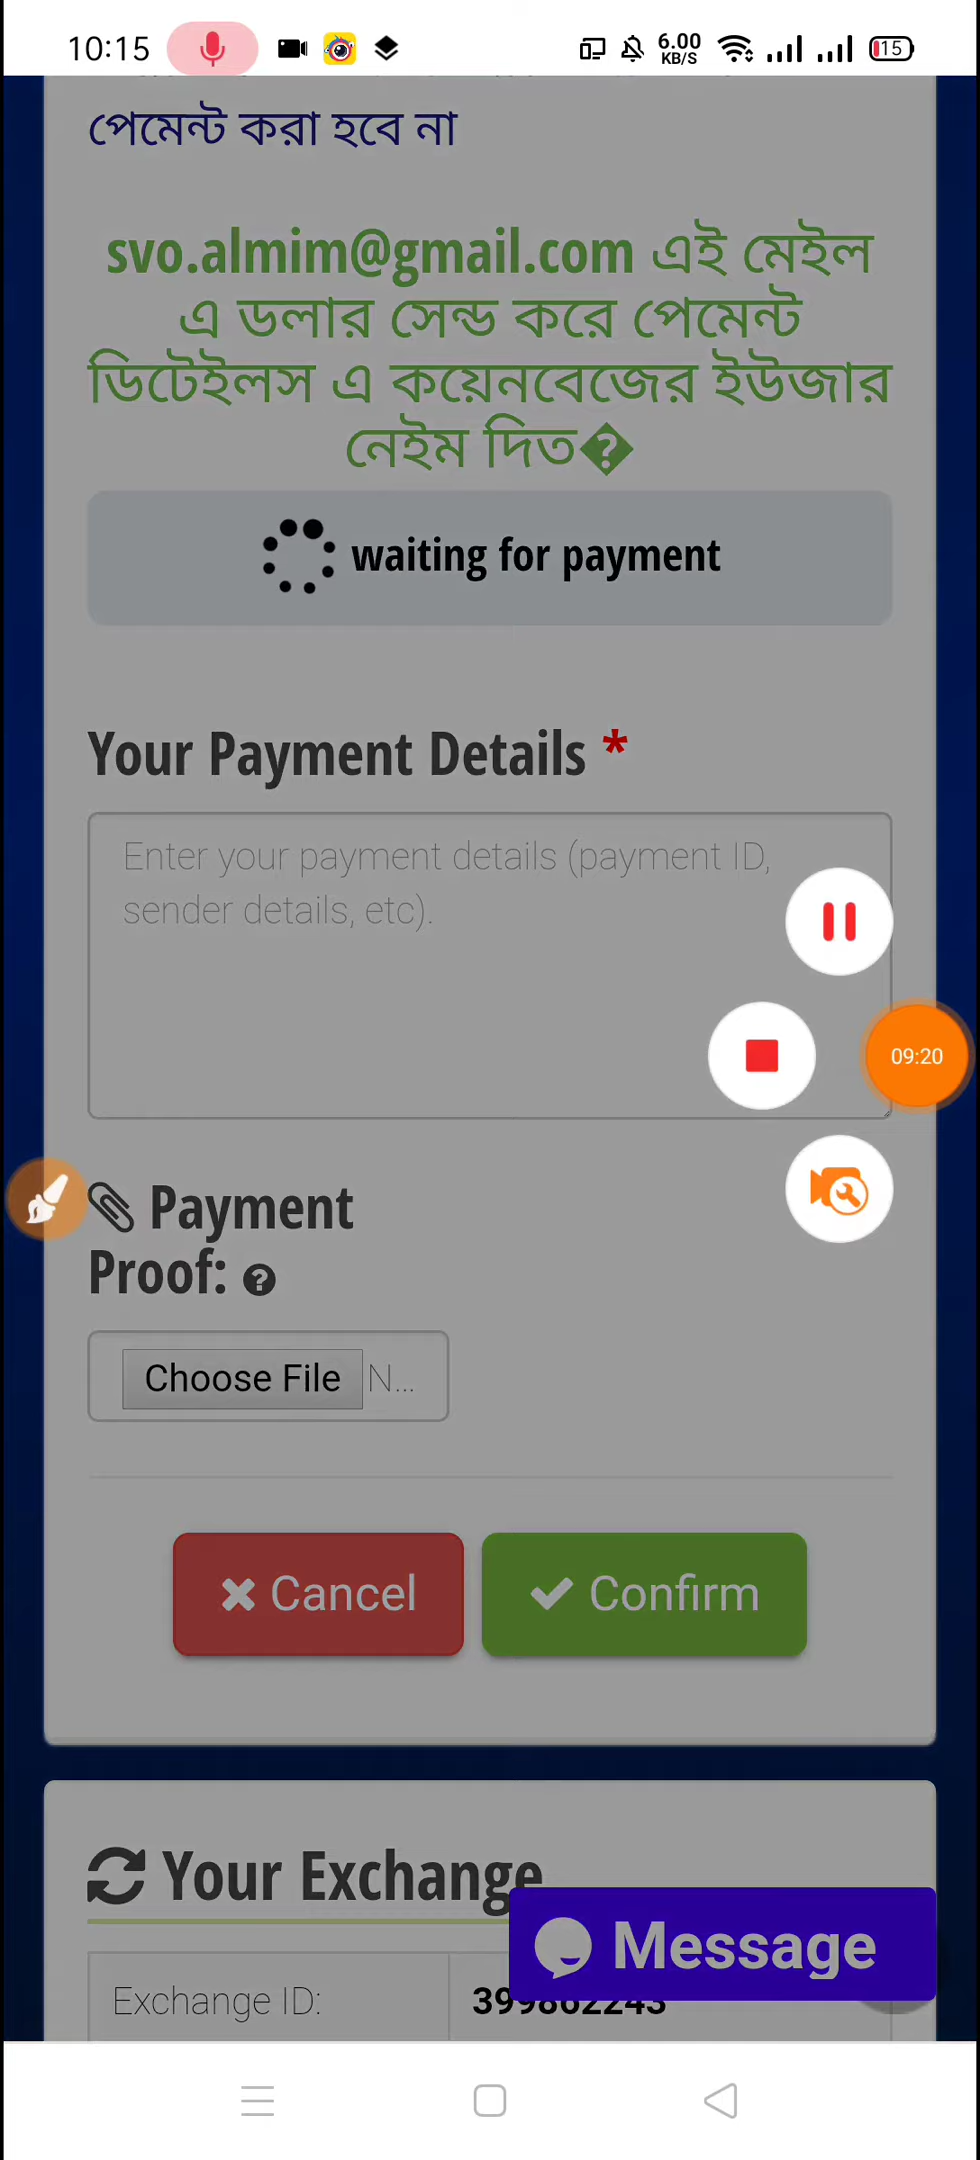 10:15
6.00
KB/S
15
পেমেন্ট করা হবে না
svo.almim@gmail.com এই মেইল
এ ডলার সেন্ড করে পেমেন্ট
ডিটেইলস এ কয়েনবেজের ইউজার
নেইম দিত�
waiting for payment
Your Payment Details *
Enter your payment details (payment ID,
sender details, etc).
09:20
Payment
Proof:
Choose File N...
Cancel
Confirm
Your Exchange
Message
Exchange ID:
399862243